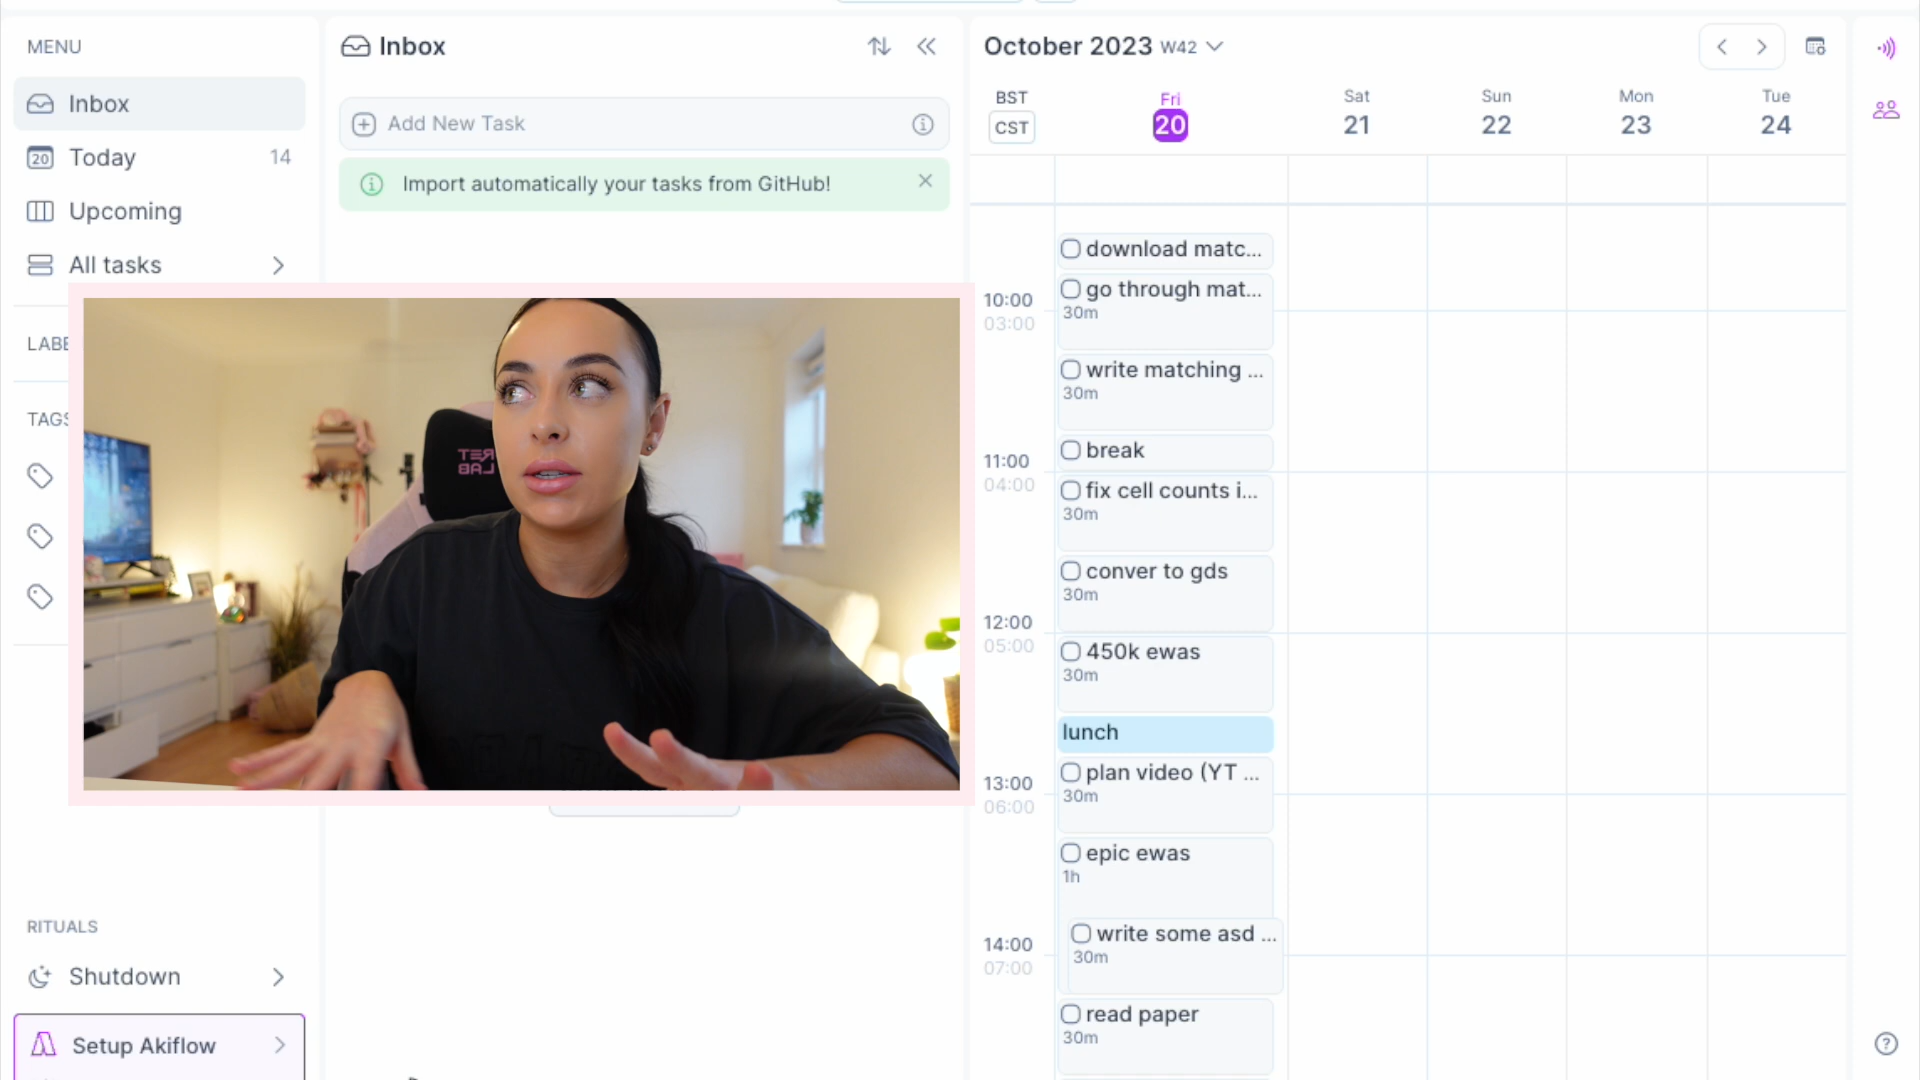 MENU
Inbox
Today 14
Upcoming
All tasks
LABE
TAGS
RITUALS
Shutdown
Setup Akiflow
Inbox
Add New Task
Import automatically your tasks from GitHub!
RET
LAB
October 2023 W42
BST
CST
Fri
20
Sat
21
Sun
22
Mon
23
Tue
24
10:00
03:00
11:00
04:00
12:00
05:00
13:00
06:00
14:00
07:00
download matc...
go through mat...
30m
write matching ...
30m
break
fix cell counts i...
30m
conver to gds
30m
450k ewas
30m
lunch
plan video (YT ...
30m
epic ewas
1h
write some asd ...
30m
read paper
30m